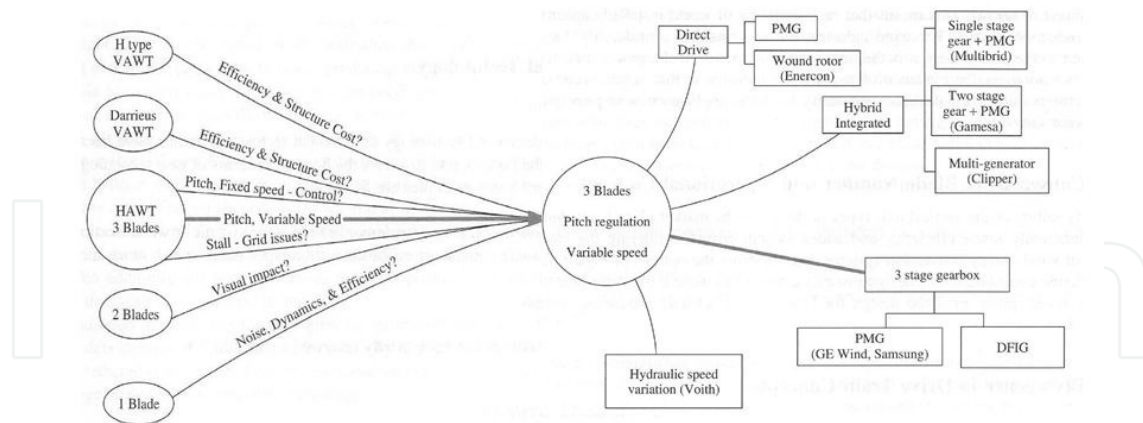 H type
VAWT
Efficiency & Structure Cost?
Darrieus
VAWT
Efficiency & Structure Cost?
Pitch, Fixed speed - Control?
HAWT
3 Blades
Pitch, Variable Speed
Stall - Grid issues?
Visual impact?
2 Blades
Noise, Dynamics, & Efficiency?
1 Blade
3 Blades
Pitch regulation
Variable speed
Direct
Drive
PMG
Wound rotor
(Enercon)
Hybrid
Integrated
Single stage
gear + PMG
(Multibrid)
Two stage
gear + PMG
(Gamesa)
Multi-generator
(Clipper)
3 stage gearbox
PMG
(GE Wind, Samsung)
DFIG
Hydraulic speed
variation (Voith)